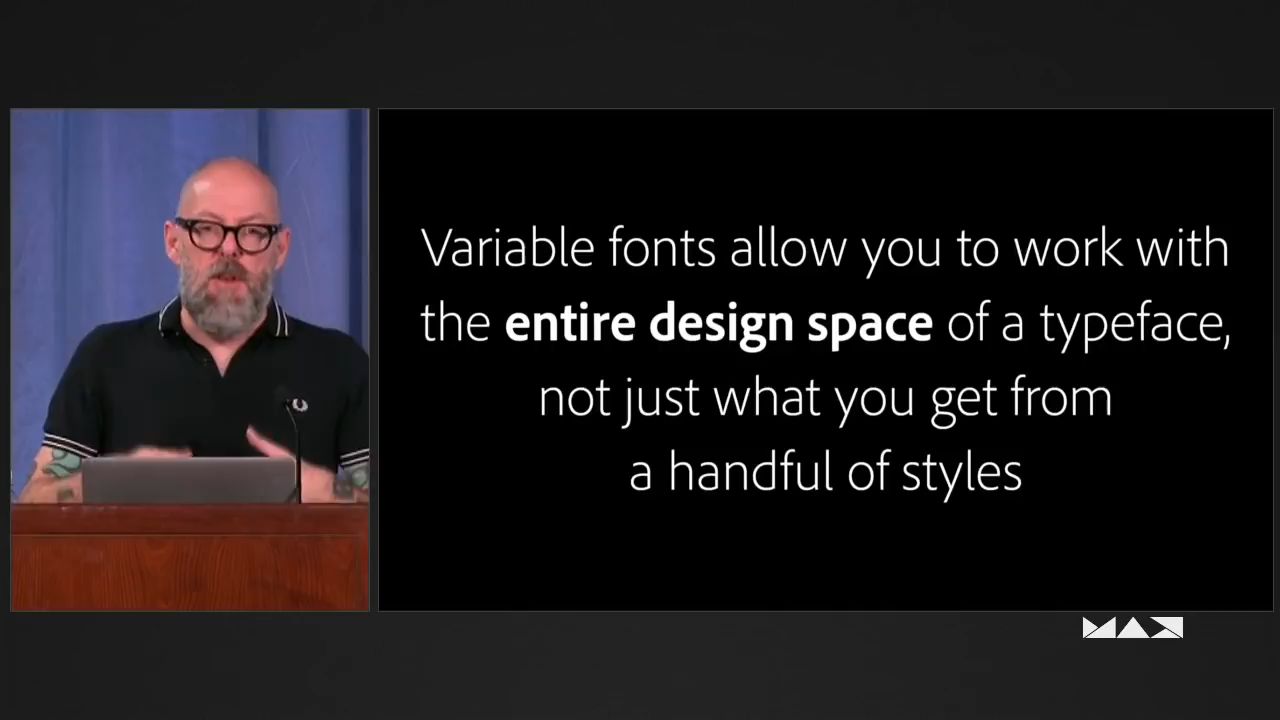 Variable fonts allow you to work with
the entire design space of a typeface,
not just what you get from
a handful of styles
MAX